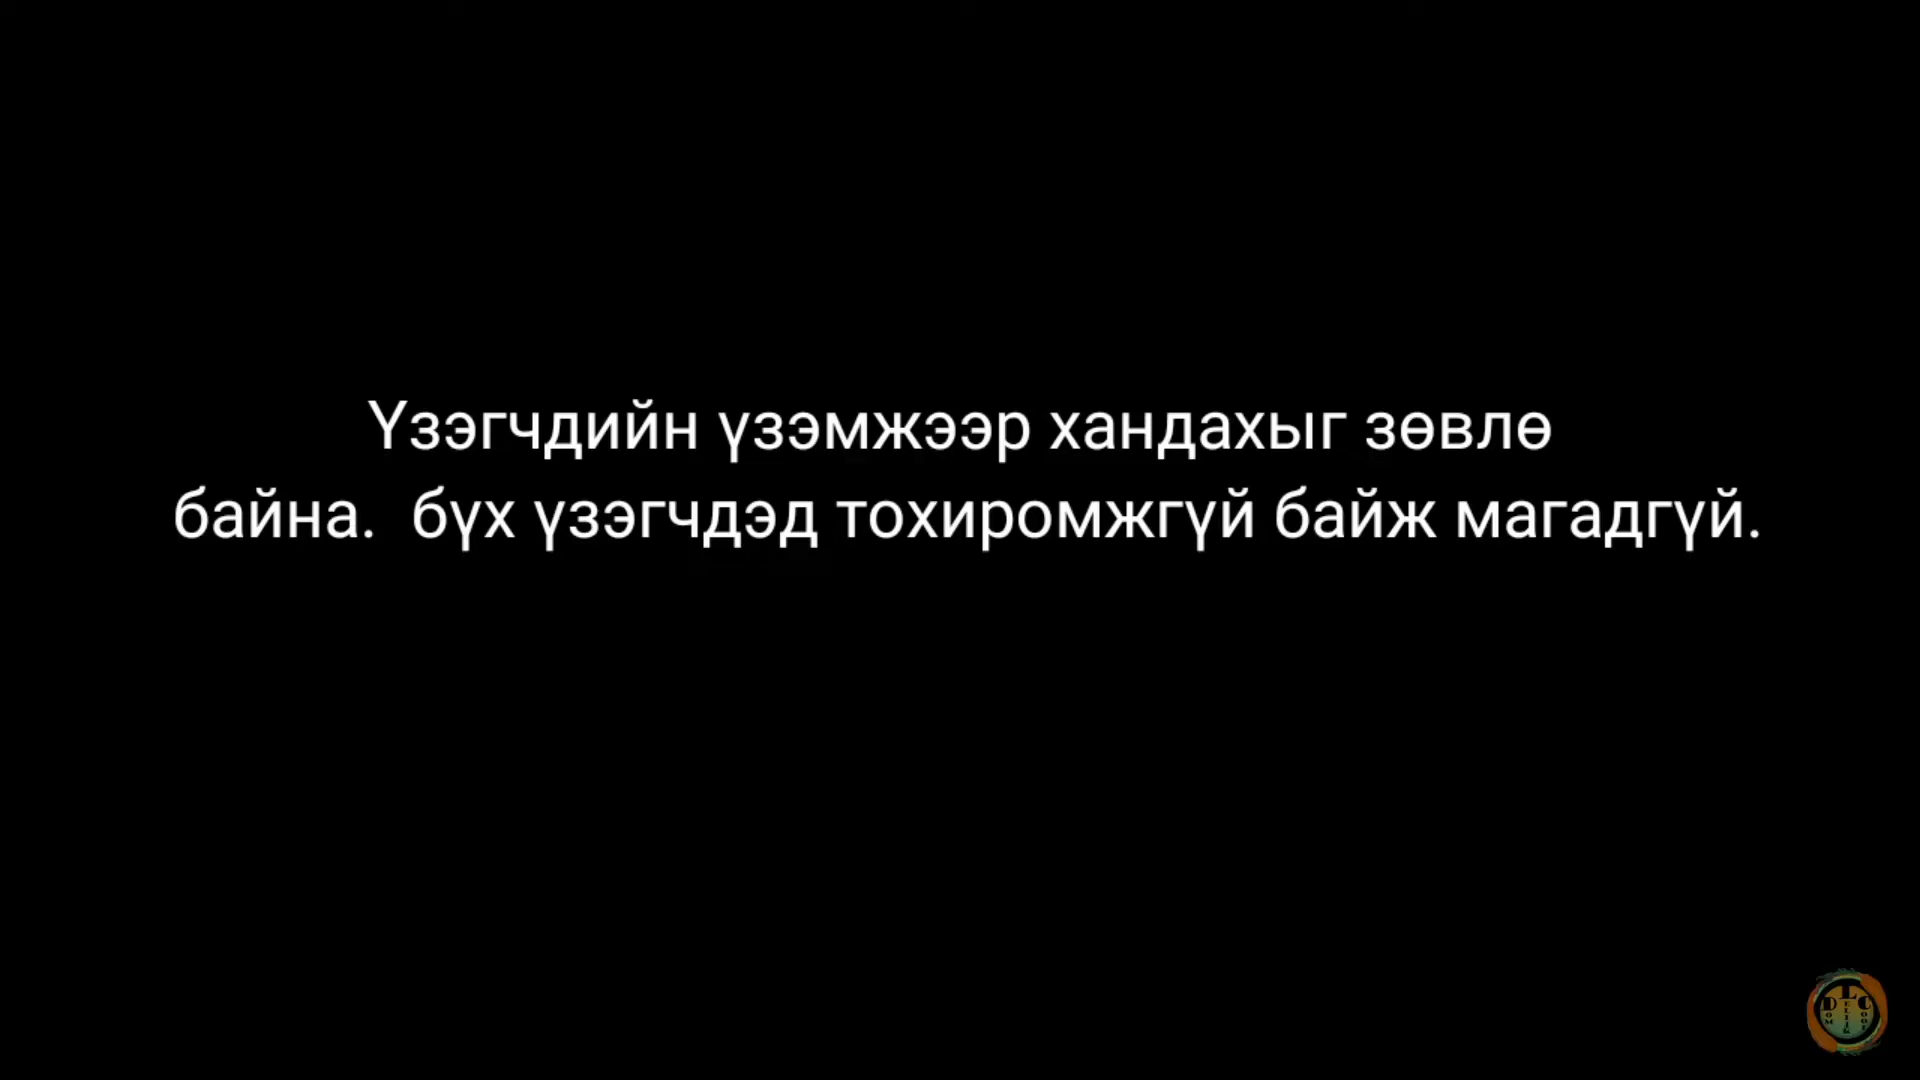 Үзэгчдийн үзэмжээр хандахыг зөвлө
байна.  бүх үзэгчдэд тохиромжгүй байж магадгүй.
D L C